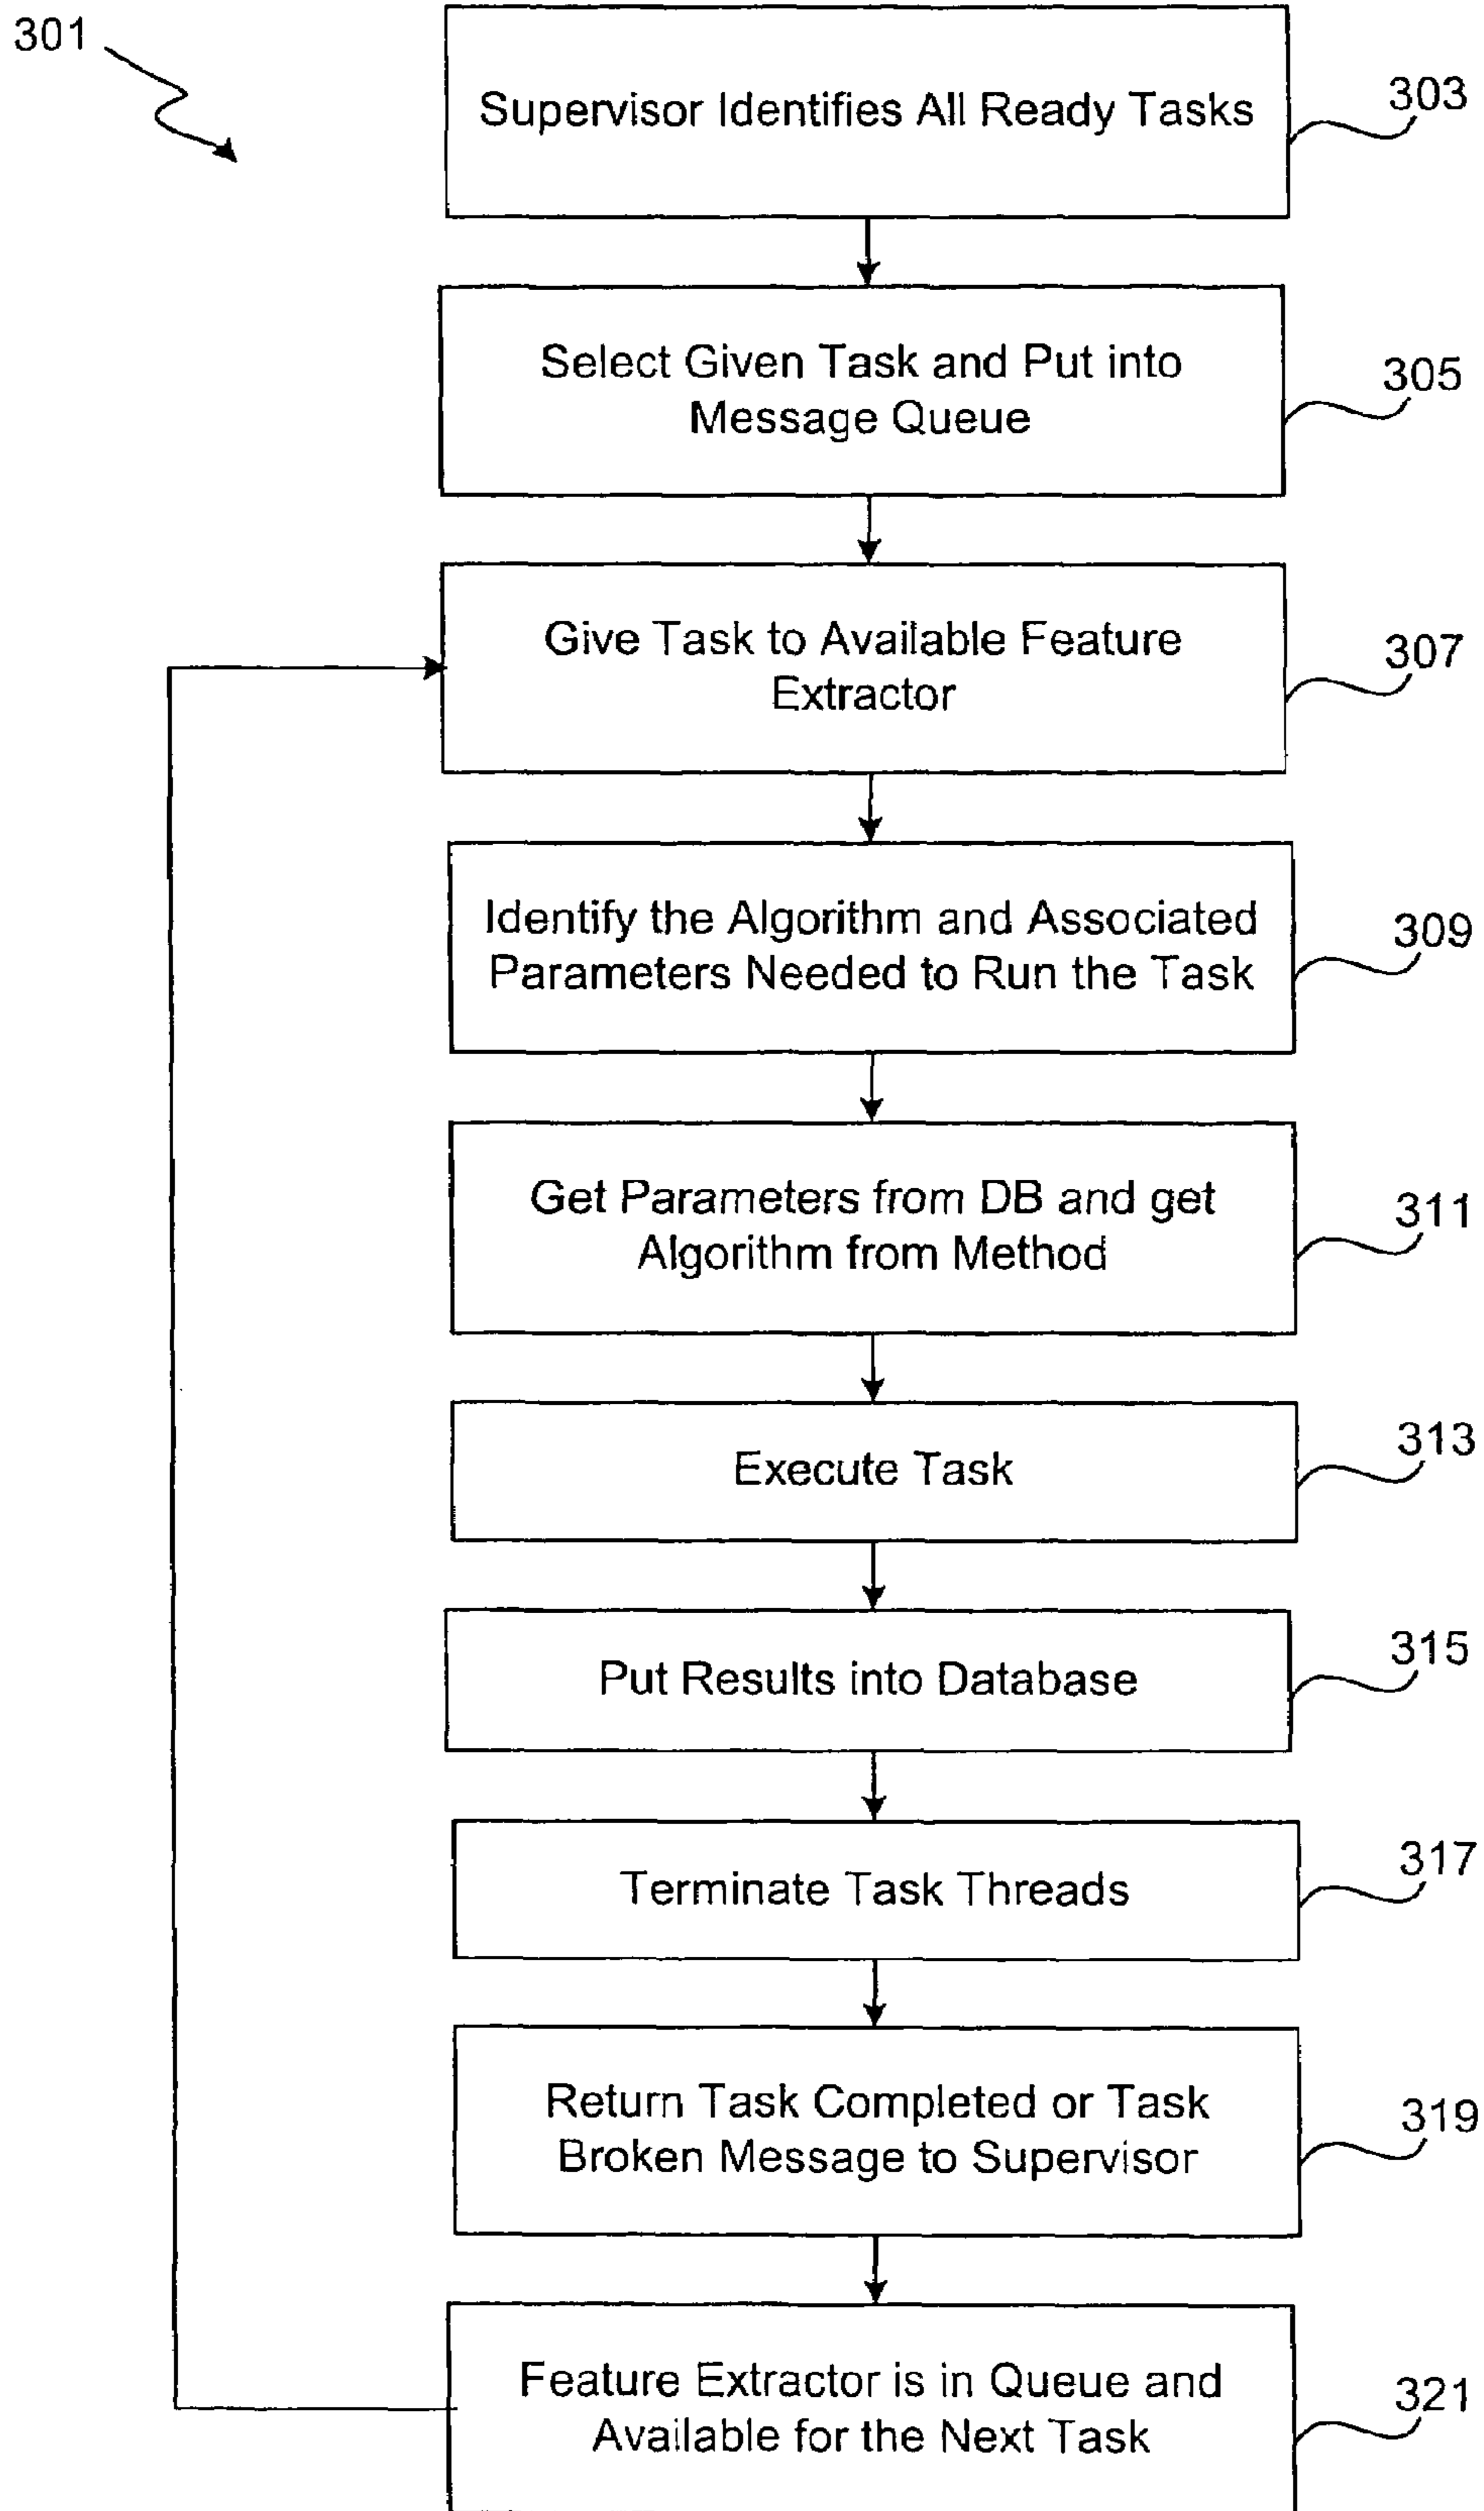 301
Supervisor Identifies All Ready Tasks
303
Select Given Task and Put into
Message Queue
305
Give Task to Available Feature
Extractor
307
Identify the Algorithm and Associated
Parameters Needed to Run the Task
309
Get Parameters from DB and get
Algorithm from Method
311
Execute Task
313
Put Results into Database
315
Terminate Task Threads
317
Return Task Completed or Task
Broken Message to Supervisor
319
Feature Extractor is in Queue and
Available for the Next Task
321